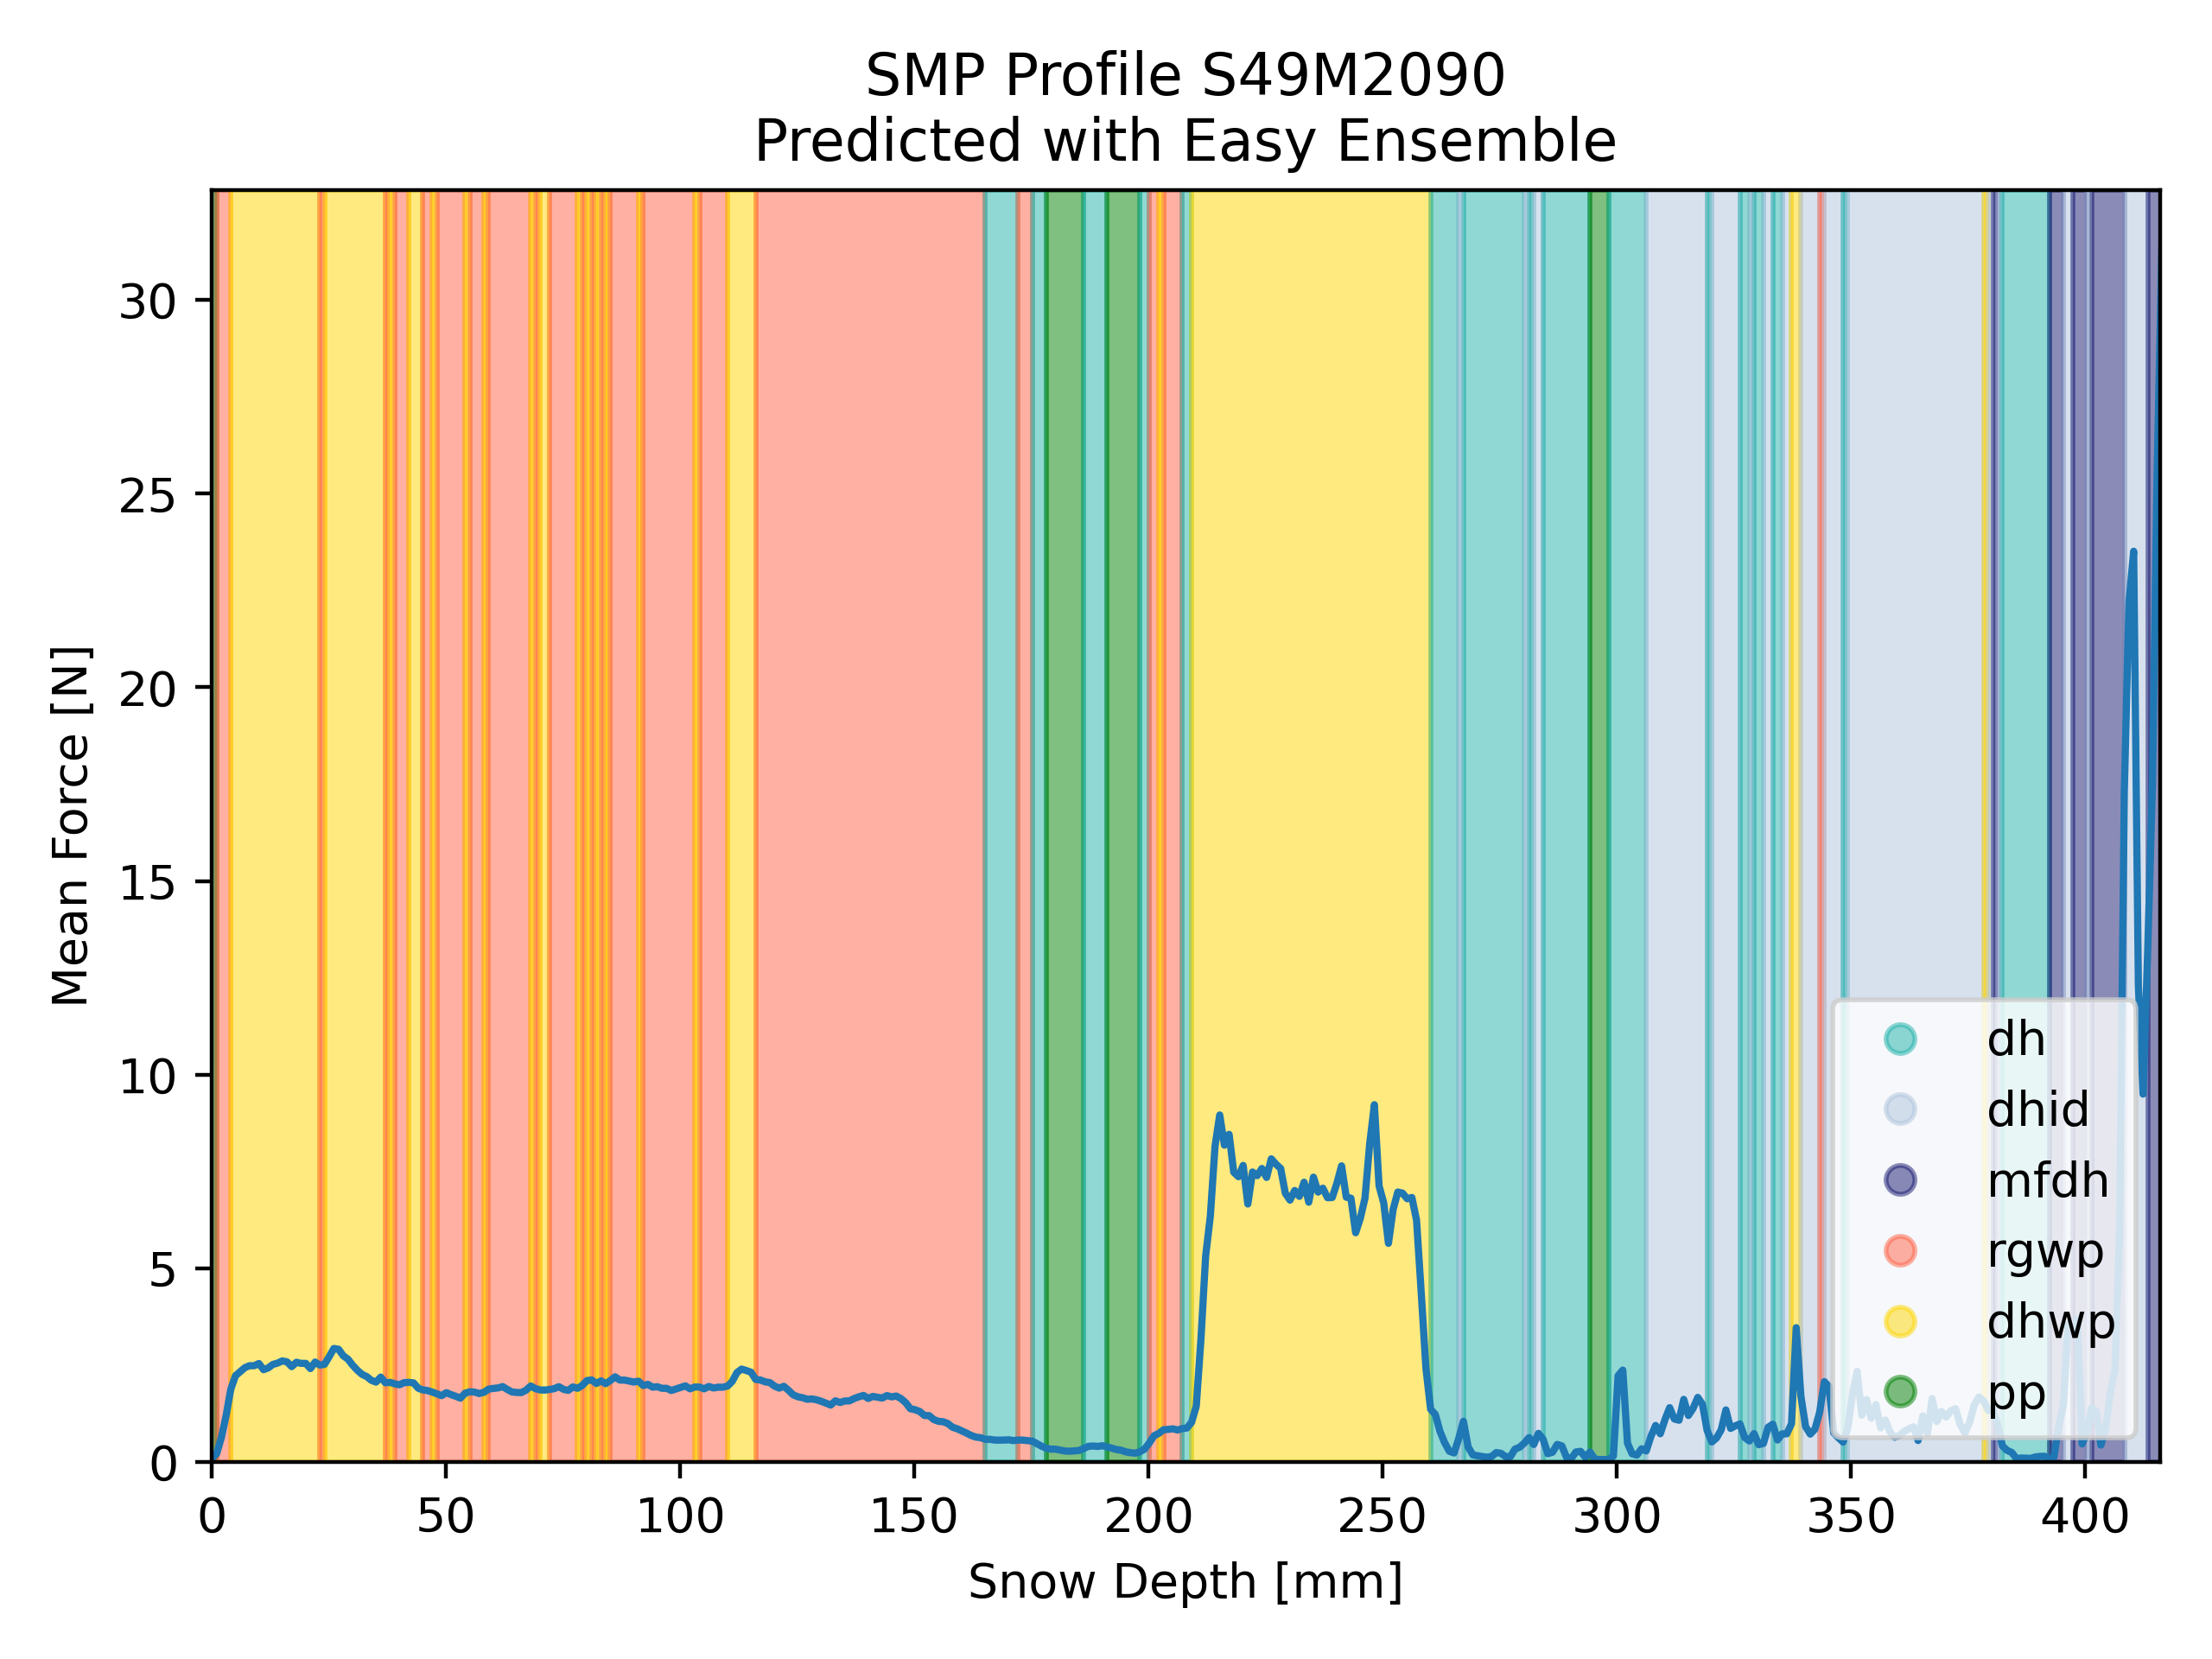 SMP Profile S49M2090
Predicted with Easy Ensemble
Mean Force [N]
30
25
20
15
10
5
0
dh
dhid
mfdh
rgwp
dhwp
pp
0 50 100 150 200 250 300 350 400
Snow Depth [mm]